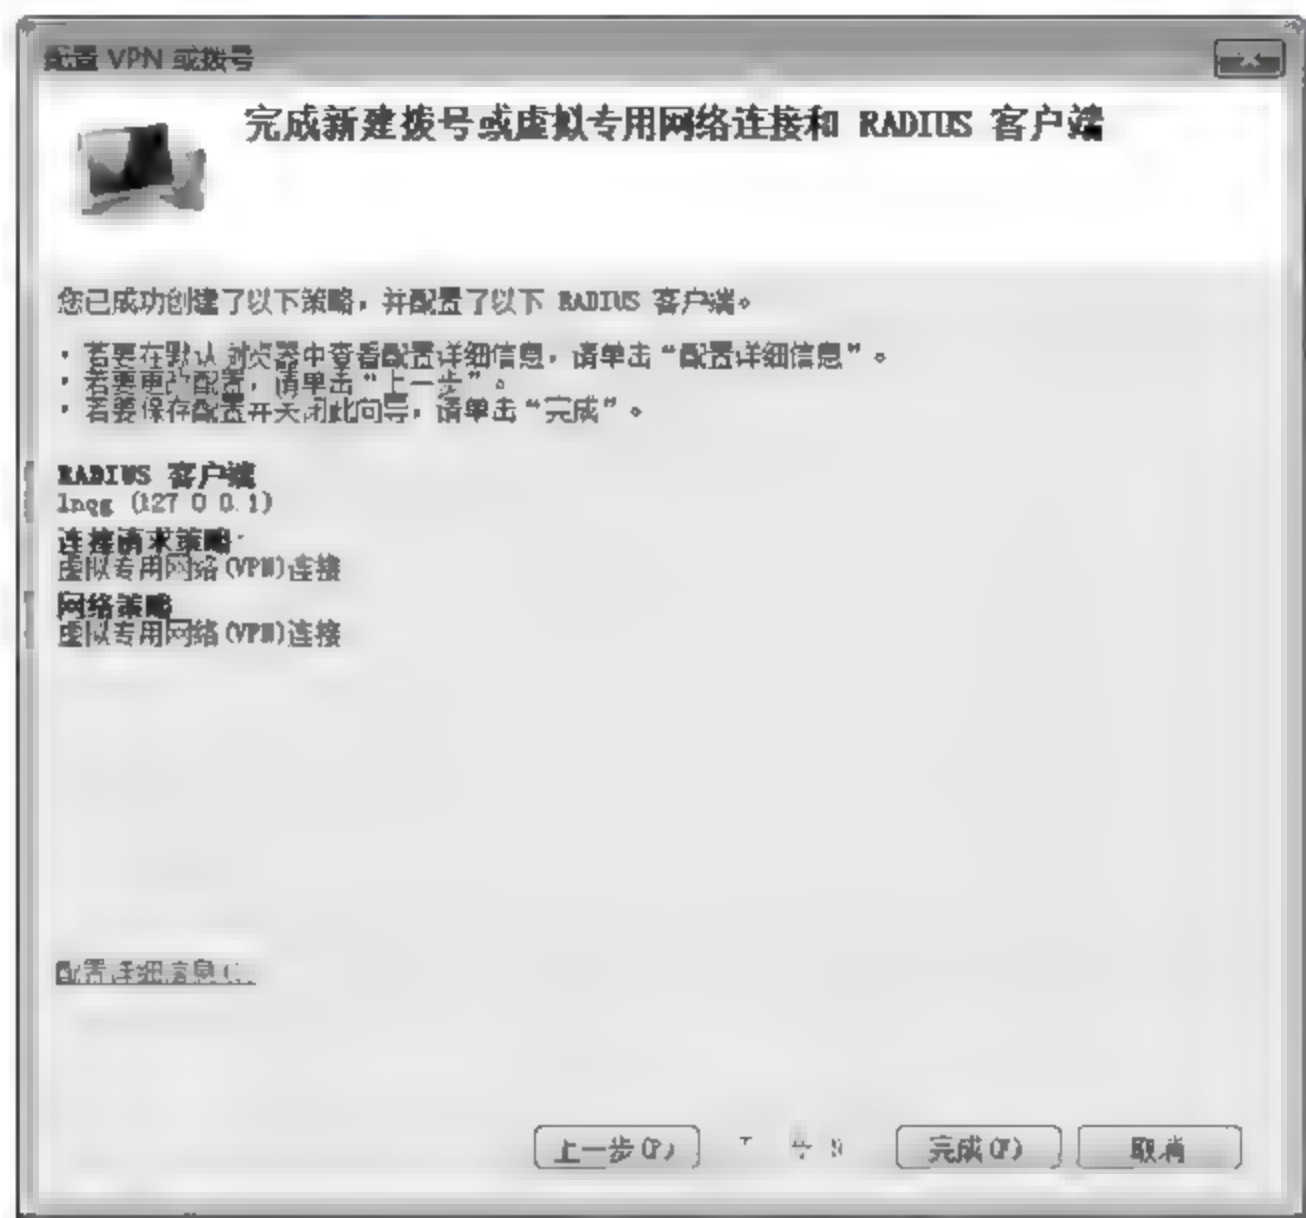 配置 VPN 或拨号
完成新建拨号或虚拟专用网络连接和 RADIUS 客户端
您已成功创建了以下策略，并配置了以下 RADIUS 客户端。
· 若要在默认浏览器中查看配置详细信息，请单击“配置详细信息”。
· 若要更改配置，请单击“上一步”。
· 若要保存配置并关闭此向导，请单击“完成”。
RADIUS 客户端
(127.0.0.1)
连接请求策略:
虚拟专用网络(VPN)连接
网络策略
虚拟专用网络(VPN)连接
配置详细信息
上一步(P) 完成(F) 取消